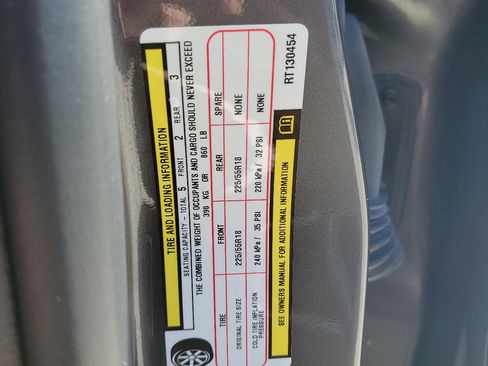 TIRE AND LOADING INFORMATION
SEATING CAPACITY - TOTAL 5 FRONT 2 REAR 3
THE COMBINED WEIGHT OF OCCUPANTS AND CARGO SHOULD NEVER EXCEED
390 KG OR 860 LB
TIRE FRONT REAR SPARE
ORIGINAL TIRE SIZE 225/55R18 225/55R18 NONE
COLD TIRE INFLATION PRESSURE 240 kPa / 35 PSI 220 kPa / 32 PSI NONE
SEE OWNERS MANUAL FOR ADDITIONAL INFORMATION
RT130454